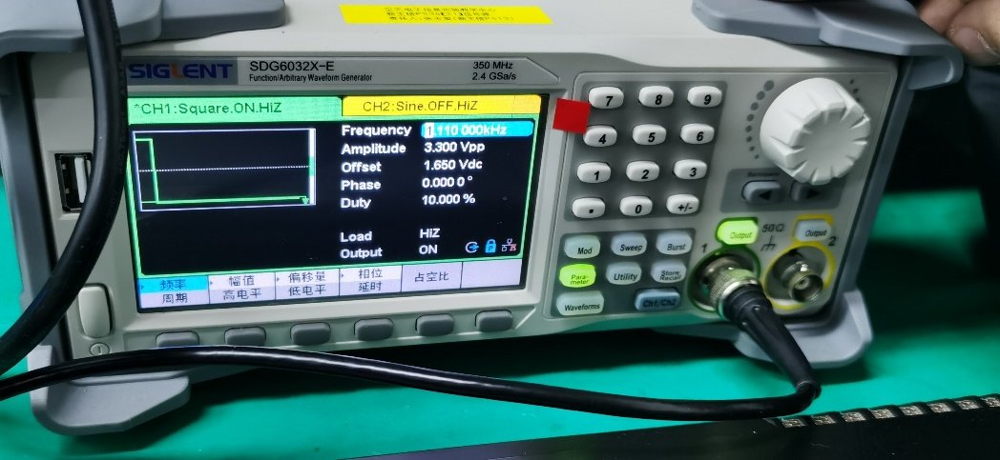 SIGLENT
SDG6032X-E
Function/Arbitrary Waveform Generator
350 MHz
2.4 GSa/s
*CH1:Square.ON.HiZ
CH2:Sine.OFF.HiZ
Frequency 1.110 000kHz
Amplitude 3.300 Vpp
Offset 1.650 Vdc
Phase 0.000 0 °
Duty 10.000 %
Load HiZ
Output ON
频率 幅值 偏移量 相位 占空比
周期 高电平 低电平 延时
7 8 9
4 5 6
1 2 3
. 0 +/-
Mod Sweep Burst
Para-
meter
Utility
Store
Recall
Waveforms
Ch1/Ch2
1 Output 50Ω Output 2